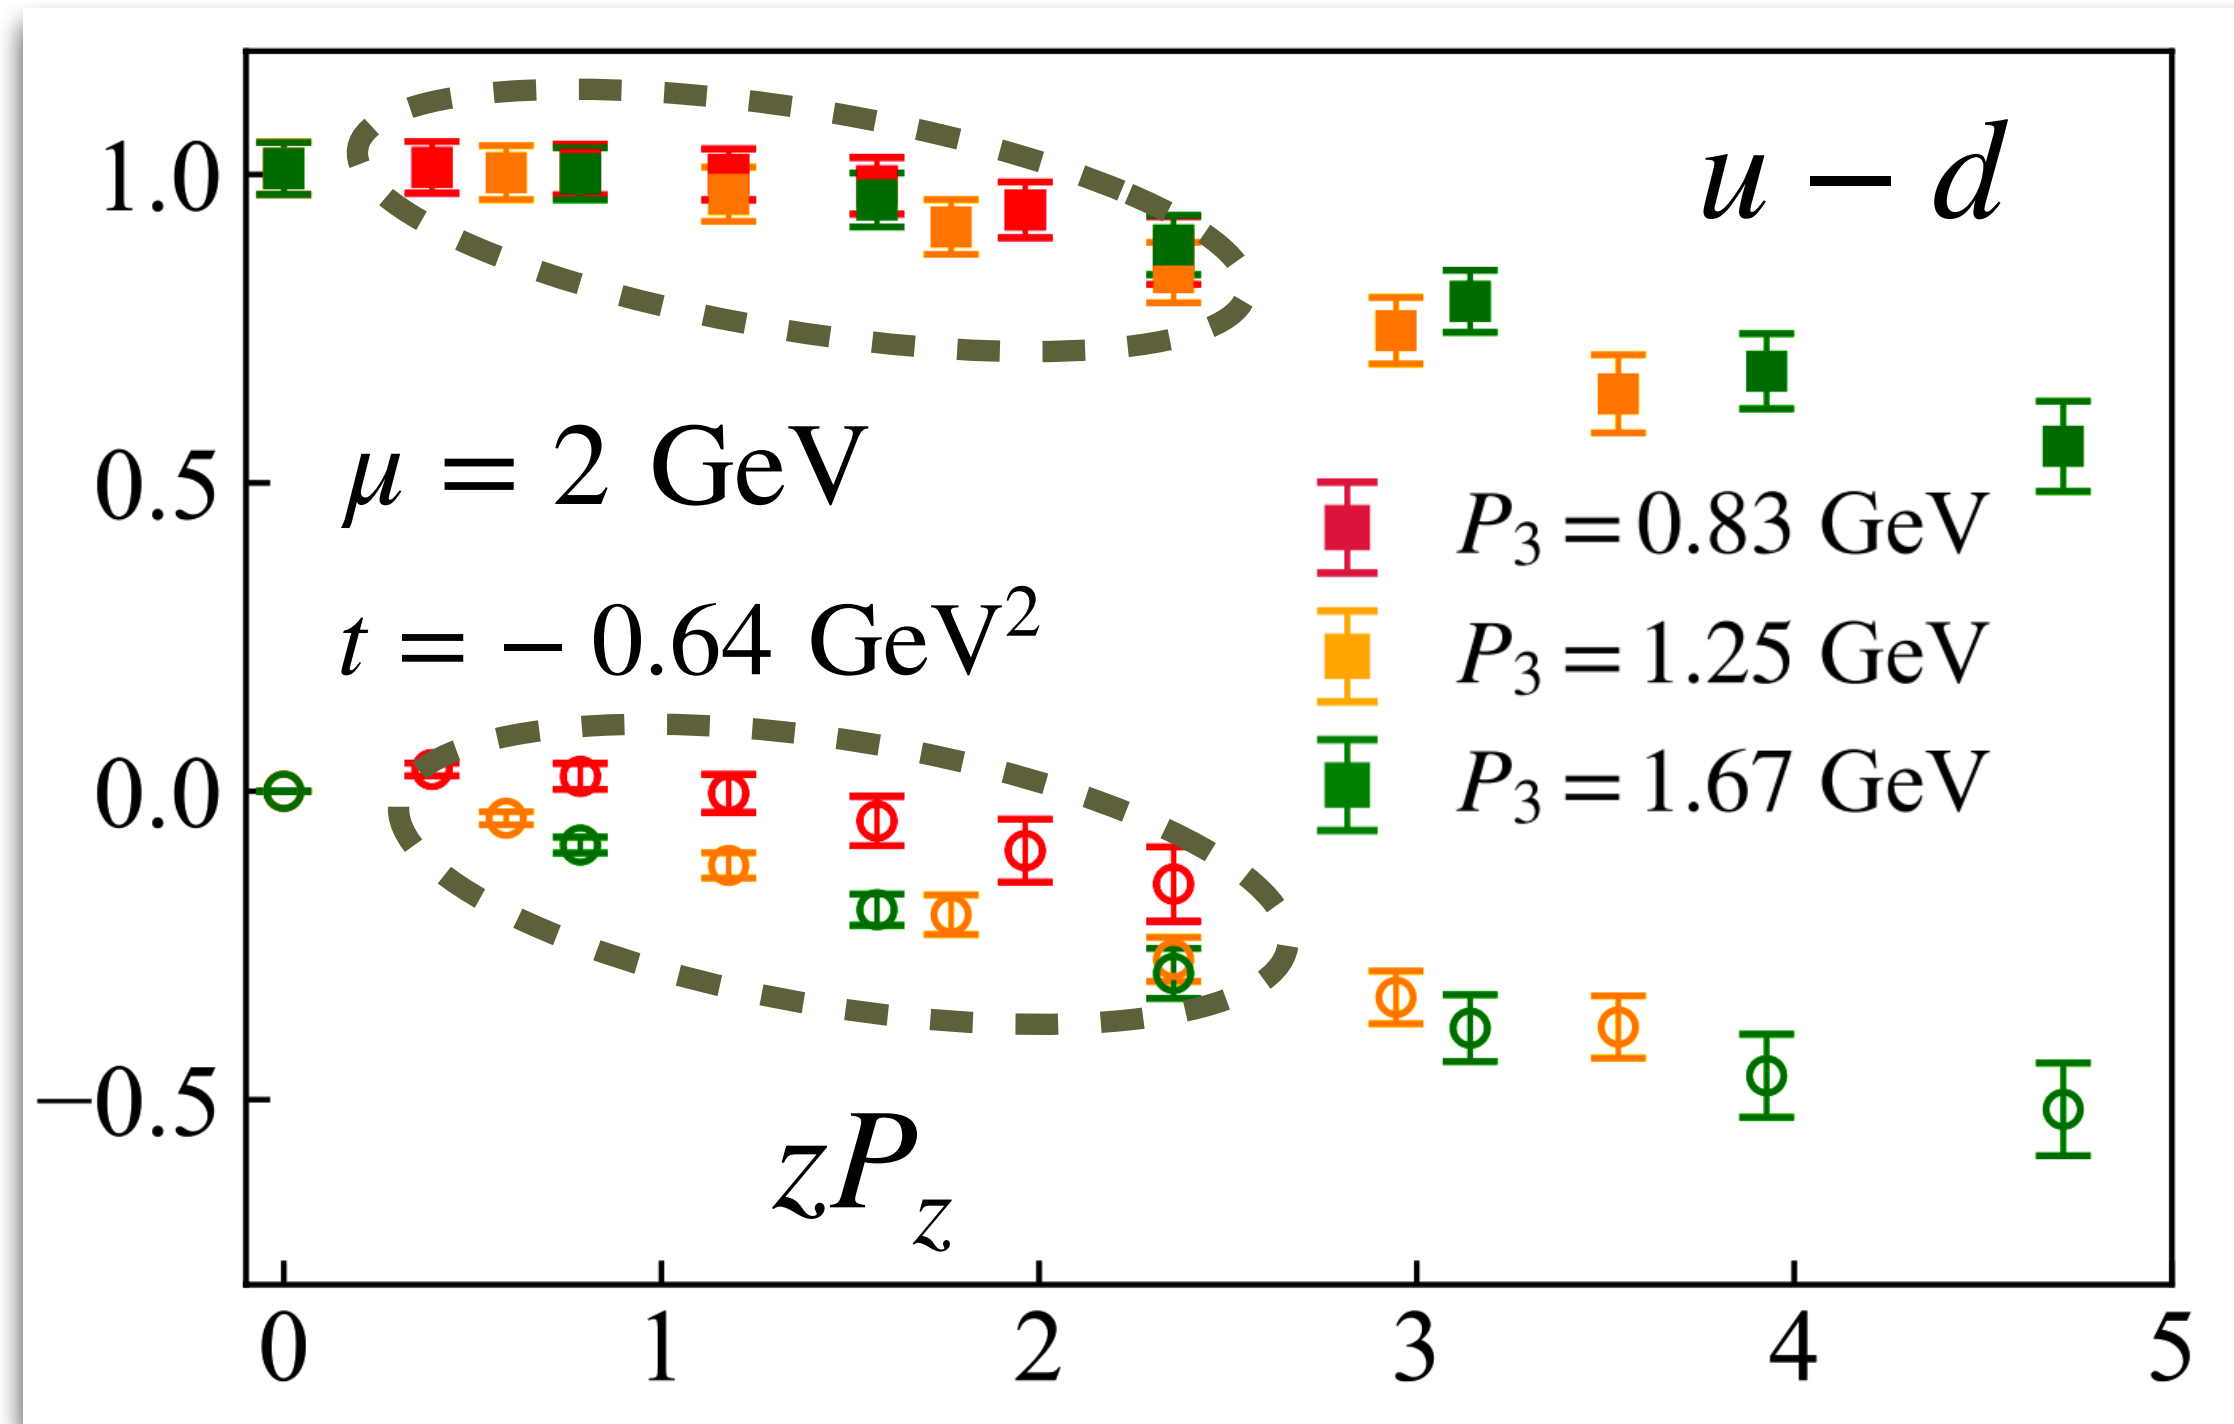 u − d
1.0
0.5
0.0
−0.5
μ = 2 GeV
t = − 0.64 GeV²
P₃ = 0.83 GeV
P₃ = 1.25 GeV
P₃ = 1.67 GeV
zP_z
0 1 2 3 4 5